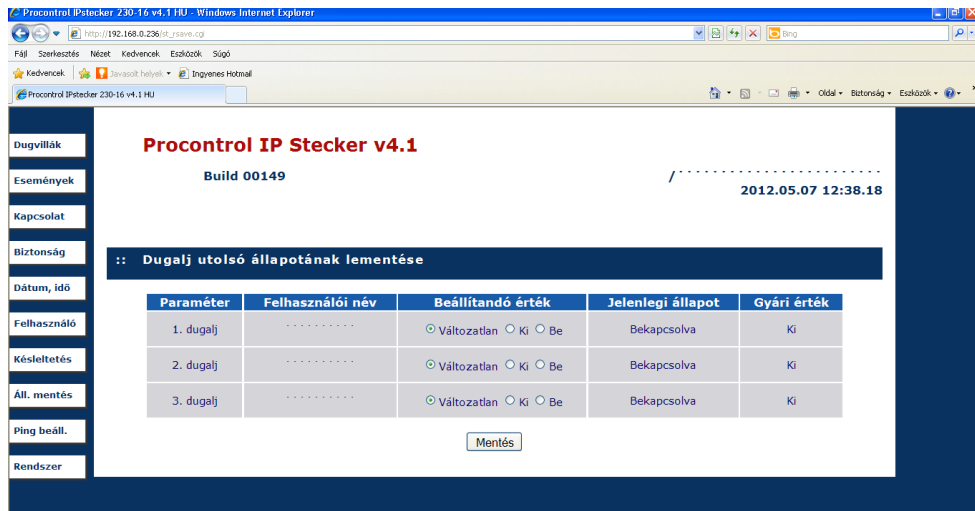 Procontrol IPstecker 230-16 v4.1 HU - Windows Internet Explorer
http://192.168.0.236/st_rsave.cgi
Bing
Fájl Szerkesztés Nézet Kedvencek Eszközök Súgó
Kedvencek Javasolt helyek Ingyenes Hotmail
Procontrol IPstecker 230-16 v4.1 HU
Oldal Biztonság Eszközök
Procontrol IP Stecker v4.1
Build 00149
/
2012.05.07 12:38.18
Dugvillák
Események
Kapcsolat
Biztonság
Dátum, idő
Felhasználó
Késleltetés
Áll. mentés
Ping beáll.
Rendszer
:: Dugalj utolsó állapotának lementése
Paraméter Felhasználói név Beállítandó érték Jelenlegi állapot Gyári érték
1. dugalj . . . . . . . . . . Változatlan Ki Be Bekapcsolva Ki
2. dugalj . . . . . . . . . . Változatlan Ki Be Bekapcsolva Ki
3. dugalj . . . . . . . . . . Változatlan Ki Be Bekapcsolva Ki
Mentés